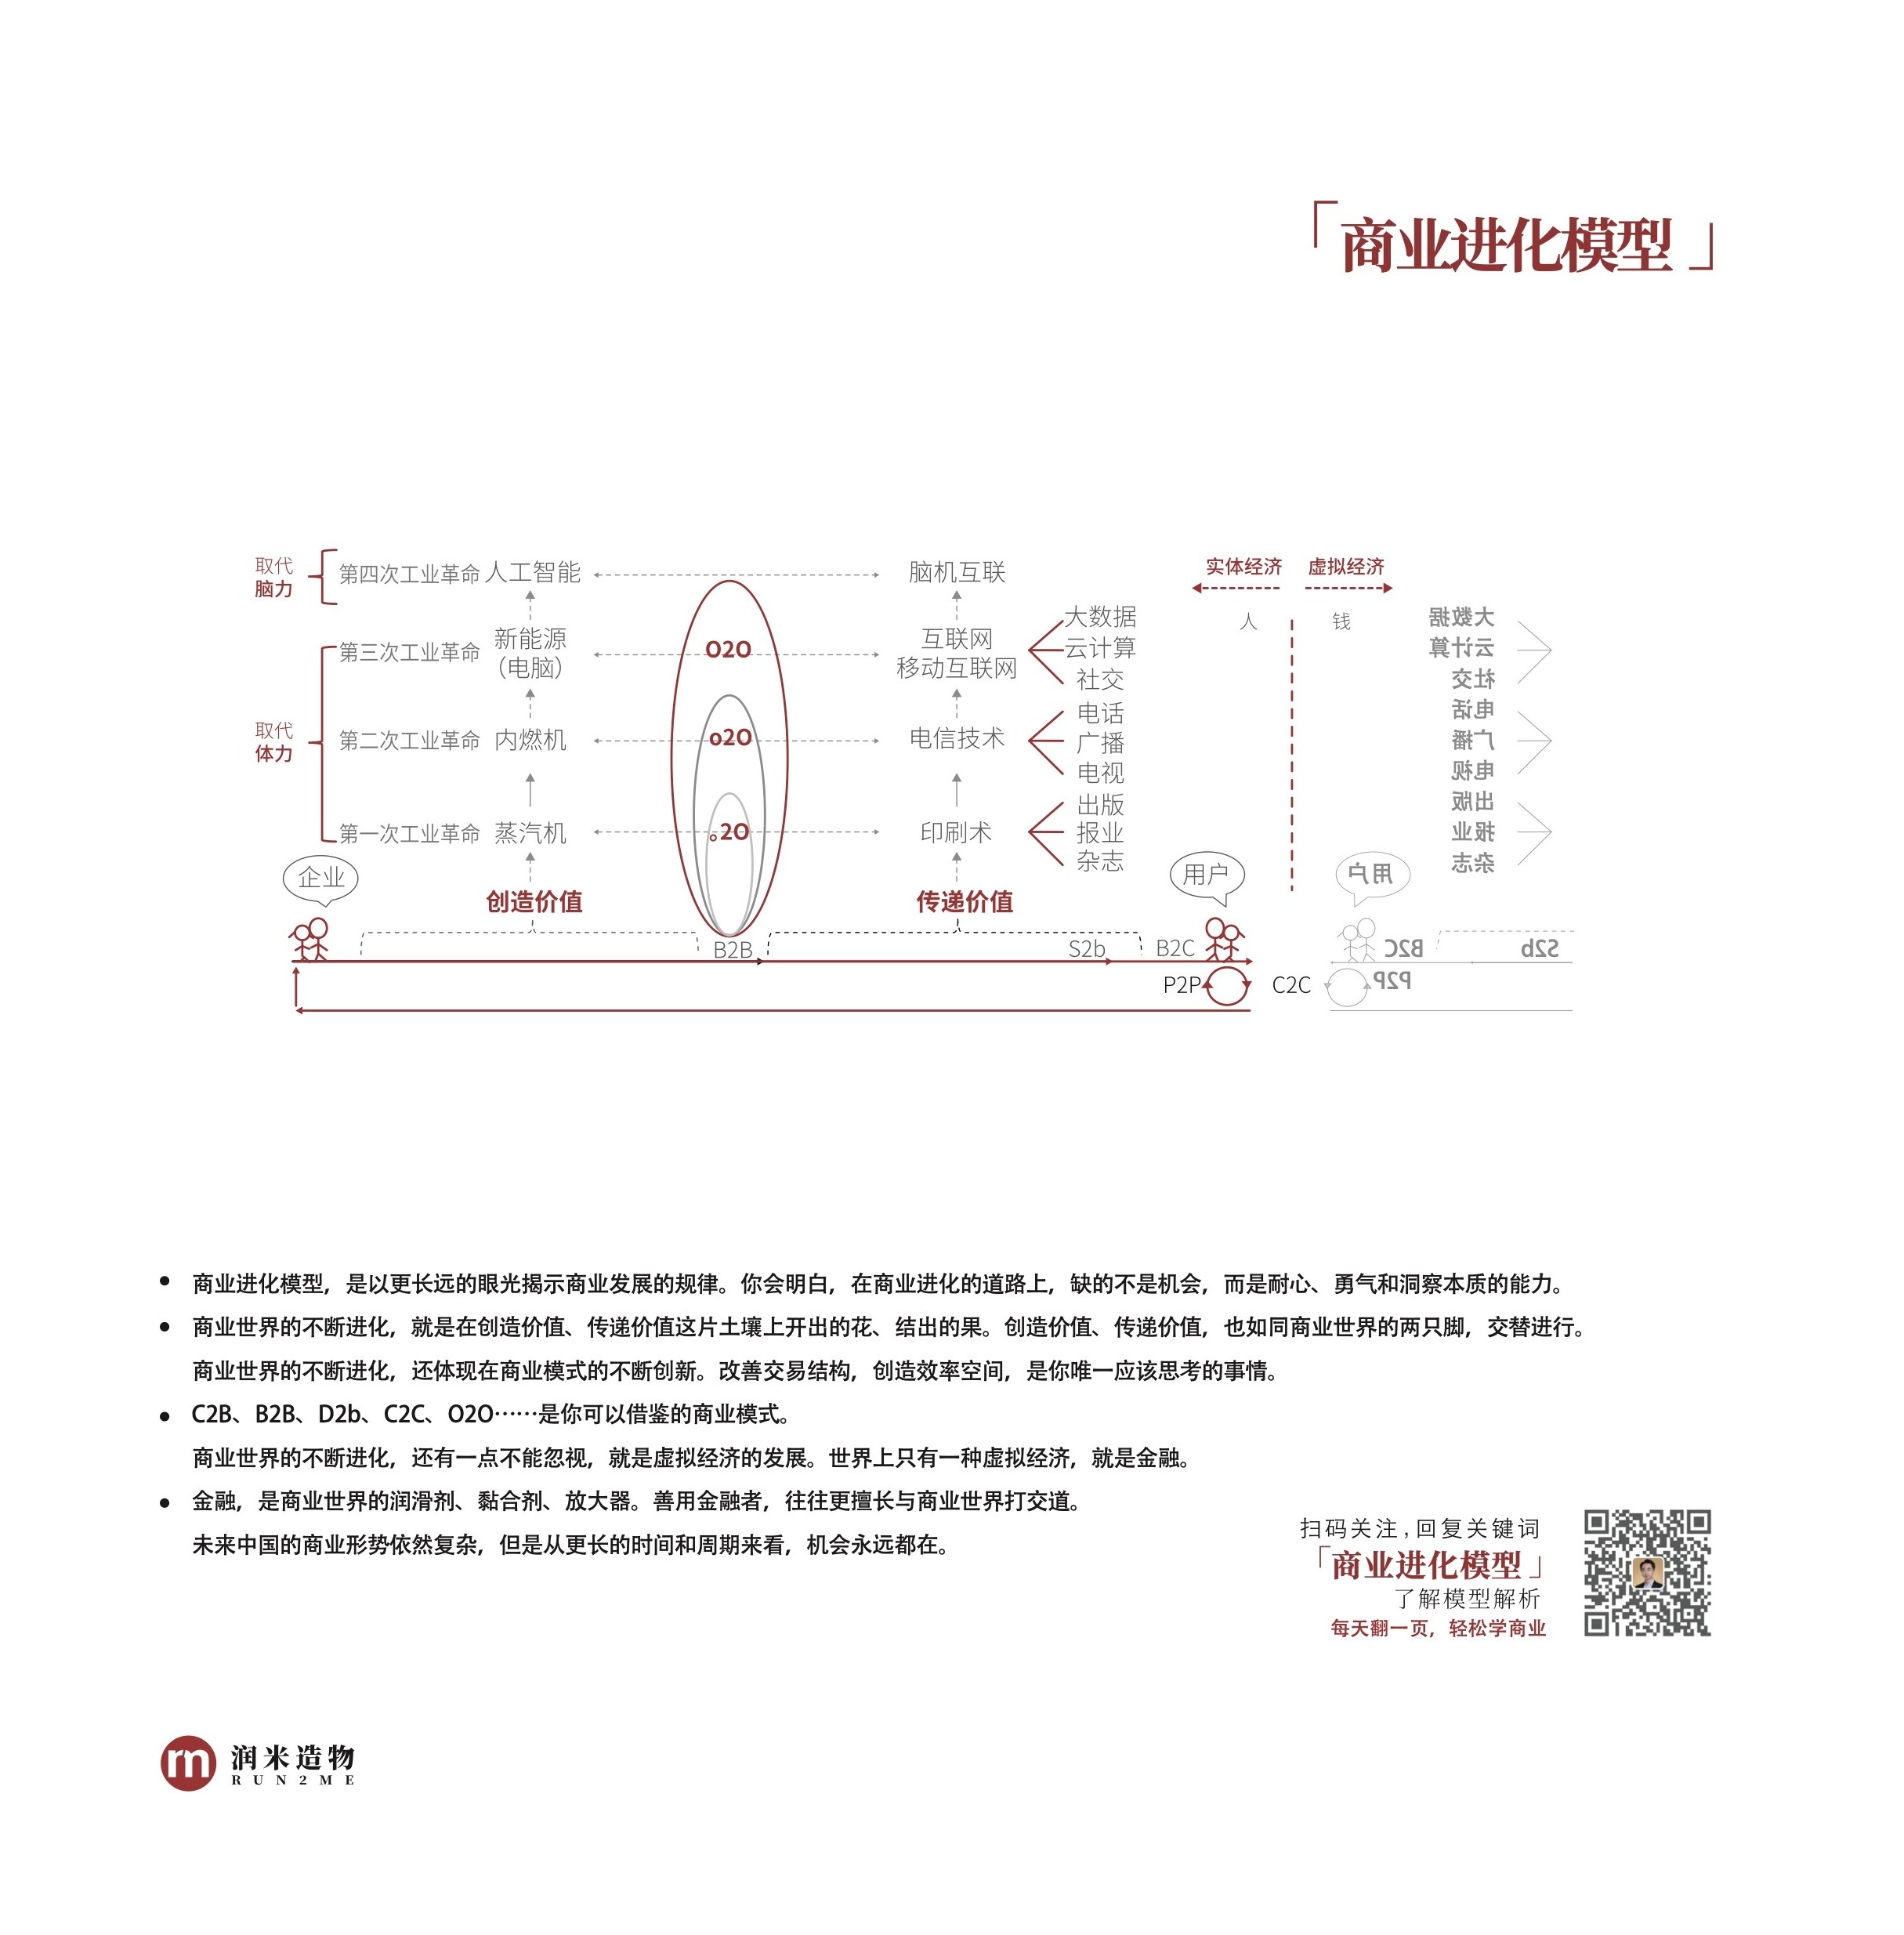 「商业进化模型」
取代
脑力
第四次工业革命 人工智能
脑机互联
实体经济 虚拟经济
人 钱
第三次工业革命
新能源
(电脑)
O2O
互联网
移动互联网
大数据
云计算
社交
大数据
云计算
社交
取代
体力
第二次工业革命 内燃机
o2O
电信技术
电话
广播
电视
电话
广播
电视
第一次工业革命 蒸汽机
。2O
印刷术
出版
报业
杂志
出版
报业
杂志
企业
用户
用户
创造价值
传递价值
B2B
S2b
B2C
B2C
S2b
P2P
C2C
P2P
商业进化模型，是以更长远的眼光揭示商业发展的规律。你会明白，在商业进化的道路上，缺的不是机会，而是耐心、勇气和洞察本质的能力。
商业世界的不断进化，就是在创造价值、传递价值这片土壤上开出的花、结出的果。创造价值、传递价值，也如同商业世界的两只脚，交替进行。
商业世界的不断进化，还体现在商业模式的不断创新。改善交易结构，创造效率空间，是你唯一应该思考的事情。
C2B、B2B、D2b、C2C、O2O……是你可以借鉴的商业模式。
商业世界的不断进化，还有一点不能忽视，就是虚拟经济的发展。世界上只有一种虚拟经济，就是金融。
金融，是商业世界的润滑剂、黏合剂、放大器。善用金融者，往往更擅长与商业世界打交道。
未来中国的商业形势依然复杂，但是从更长的时间和周期来看，机会永远都在。
扫码关注,回复关键词
「商业进化模型」
了解模型解析
每天翻一页，轻松学商业
m
润米造物
RUN2ME